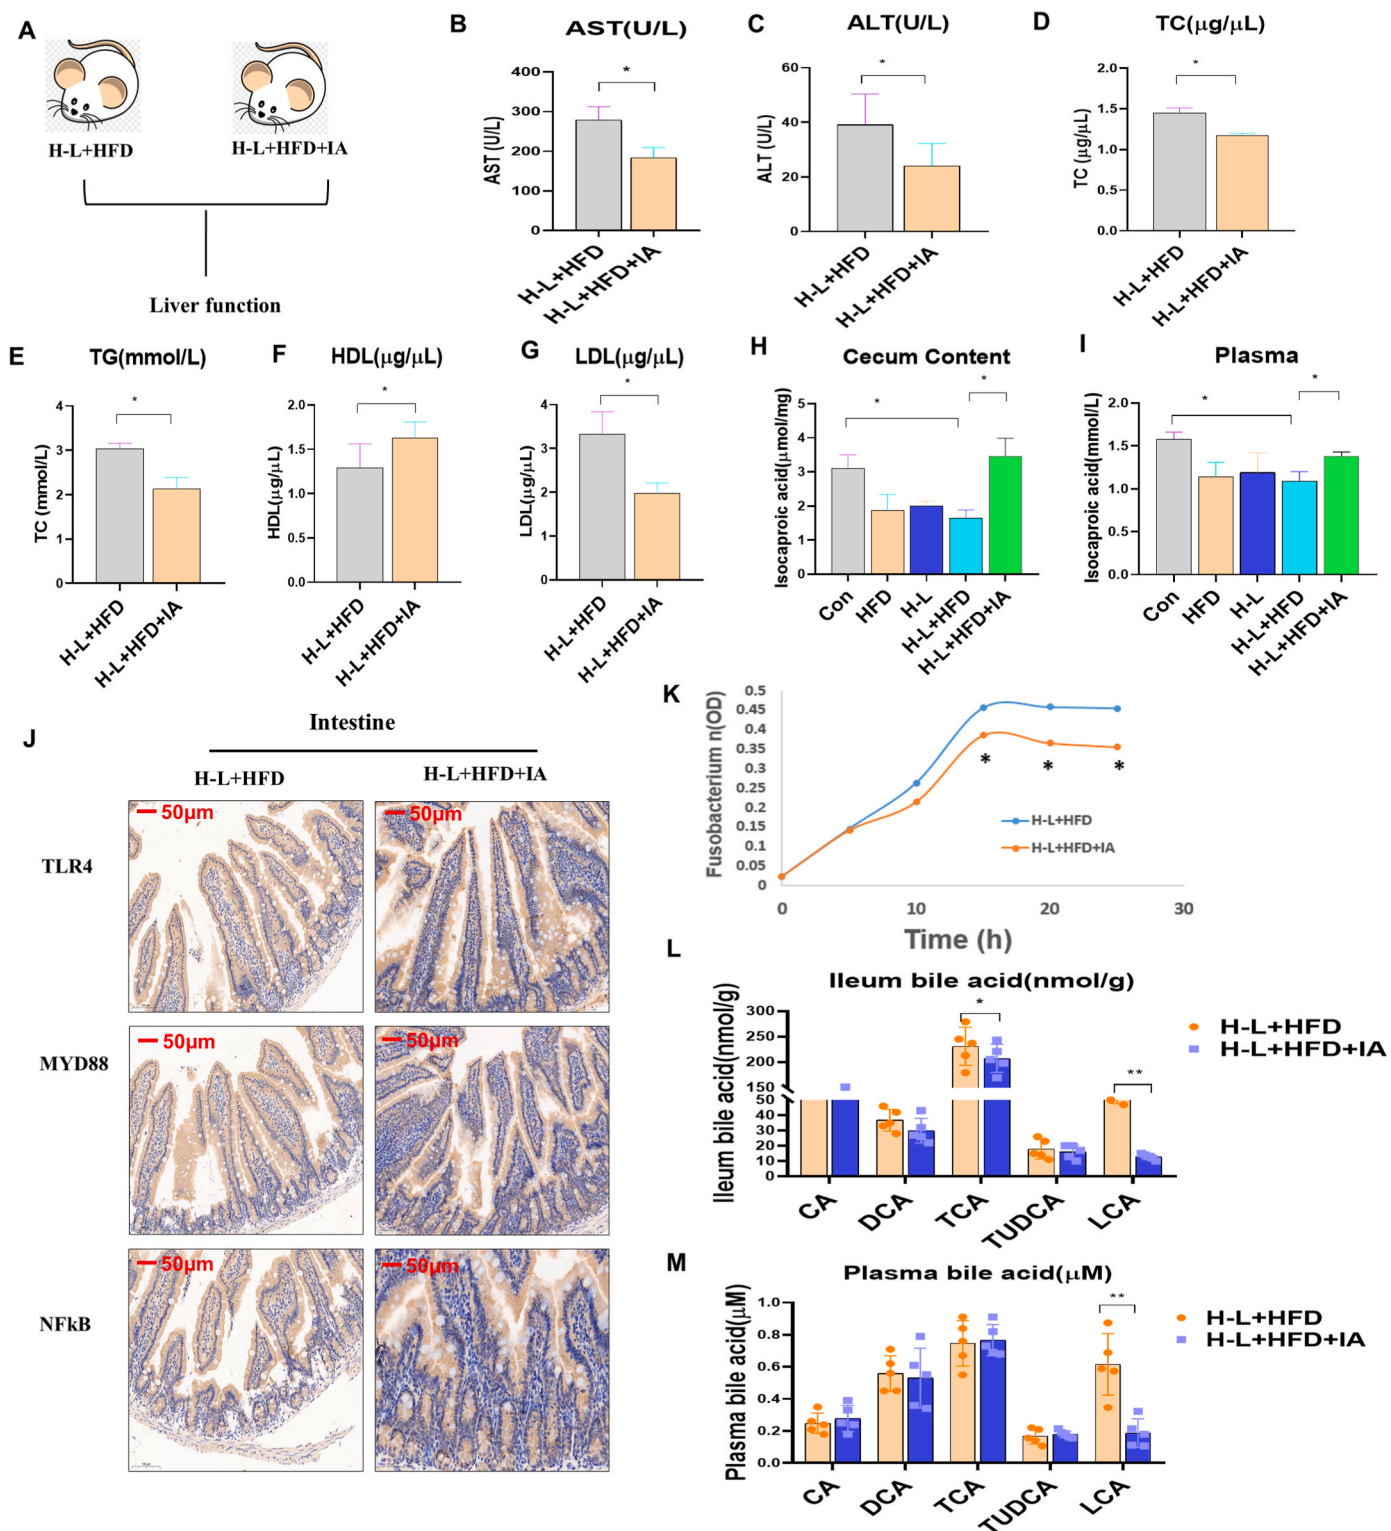 A
H-L+HFD
H-L+HFD+IA
Liver function
B
AST(U/L)
AST (U/L)
400
300
200
100
0
*
H-L+HFD
H-L+HFD+IA
C
ALT(U/L)
ALT (U/L)
60
40
20
0
*
H-L+HFD
H-L+HFD+IA
D
TC(μg/μL)
TC (μg/μL)
2.0
1.5
1.0
0.5
0.0
*
H-L+HFD
H-L+HFD+IA
E
TG(mmol/L)
TC (mmol/L)
4
3
2
1
0
*
H-L+HFD
H-L+HFD+IA
F
HDL(μg/μL)
HDL(μg/μL)
2.0
1.5
1.0
0.5
0.0
*
H-L+HFD
H-L+HFD+IA
G
LDL(μg/μL)
LDL(μg/μL)
4
3
2
1
0
*
H-L+HFD
H-L+HFD+IA
H
Cecum Content
Isocaproic acid(μmol/mg)
5
4
3
2
1
0
*
*
Con
HFD
H-L
H-L+HFD
H-L+HFD+IA
I
Plasma
Isocaproic acid(mmol/L)
2.0
1.5
1.0
0.5
0.0
*
*
Con
HFD
H-L
H-L+HFD
H-L+HFD+IA
J
Intestine
H-L+HFD
H-L+HFD+IA
TLR4
50μm
50μm
MYD88
50μm
50μm
NFkB
50μm
50μm
K
Fusobacterium n(OD)
0.5
0.45
0.4
0.35
0.3
0.25
0.2
0.15
0.1
0.05
0
* * *
H-L+HFD
H-L+HFD+IA
0 10 20 30
Time (h)
L
Ileum bile acid(nmol/g)
Ileum bile acid(nmol/g)
300
250
200
150
50
40
30
20
10
0
*
**
H-L+HFD
H-L+HFD+IA
CA
DCA
TCA
TUDCA
LCA
M
Plasma bile acid(μM)
Plasma bile acid(μM)
1.0
0.8
0.6
0.4
0.2
0.0
**
H-L+HFD
H-L+HFD+IA
CA
DCA
TCA
TUDCA
LCA